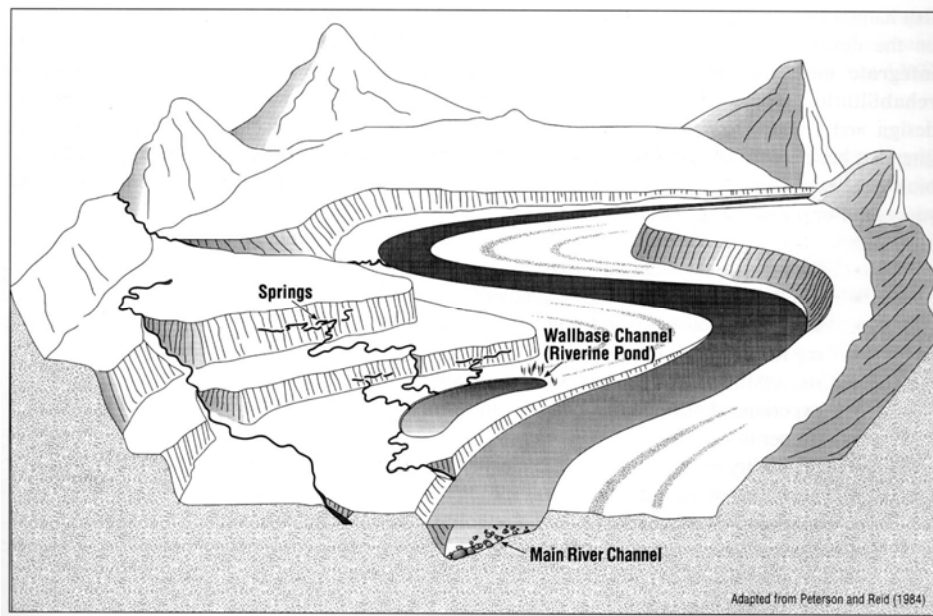 Springs
Wallbase Channel
(Riverine Pond)
Main River Channel
Adapted from Peterson and Reid (1984)